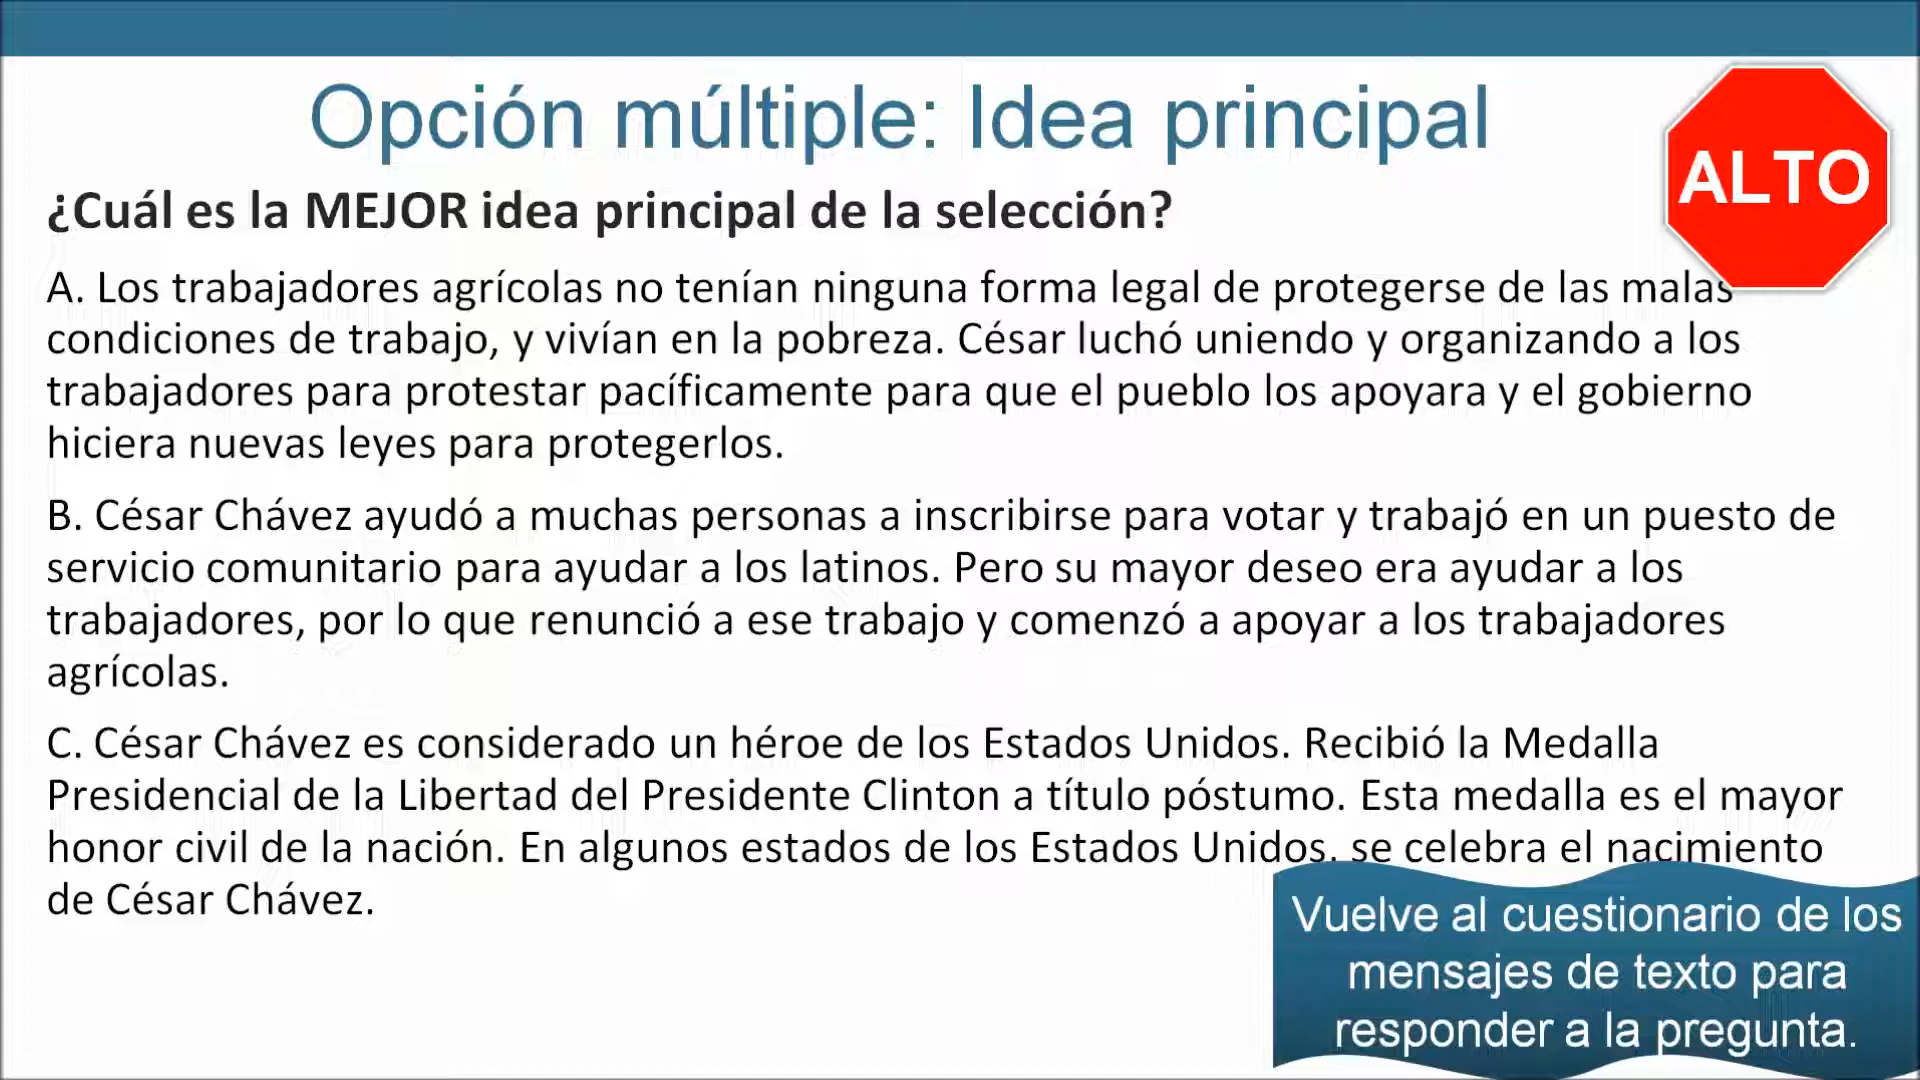 Opción múltiple: Idea principal
ALTO
¿Cuál es la MEJOR idea principal de la selección?
A. Los trabajadores agrícolas no tenían ninguna forma legal de protegerse de las malas
condiciones de trabajo, y vivían en la pobreza. César luchó uniendo y organizando a los
trabajadores para protestar pacíficamente para que el pueblo los apoyara y el gobierno
hiciera nuevas leyes para protegerlos.
B. César Chávez ayudó a muchas personas a inscribirse para votar y trabajó en un puesto de
servicio comunitario para ayudar a los latinos. Pero su mayor deseo era ayudar a los
trabajadores, por lo que renunció a ese trabajo y comenzó a apoyar a los trabajadores
agrícolas.
C. César Chávez es considerado un héroe de los Estados Unidos. Recibió la Medalla
Presidencial de la Libertad del Presidente Clinton a título póstumo. Esta medalla es el mayor
honor civil de la nación. En algunos estados de los Estados Unidos, se celebra el nacimiento
de César Chávez.
Vuelve al cuestionario de los
mensajes de texto para
responder a la pregunta.